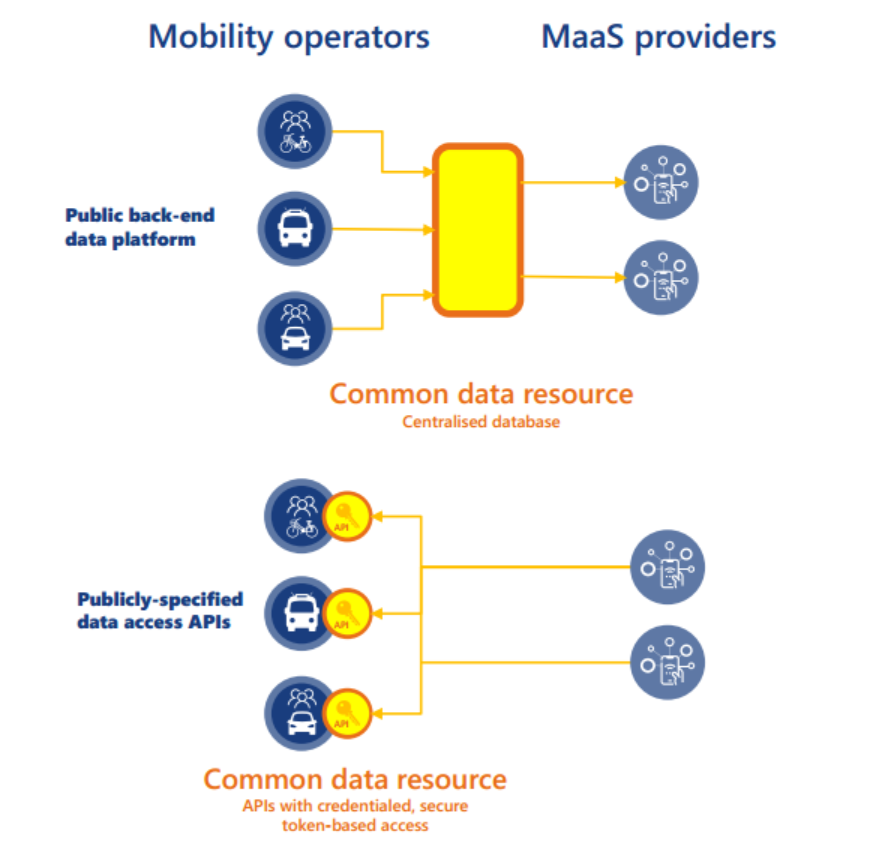 Mobility operators
MaaS providers
Public back-end
data platform
Common data resource
Centralised database
API
Publicly-specified
data access APIs
API
API
Common data resource
APIs with credentialed, secure
token-based access